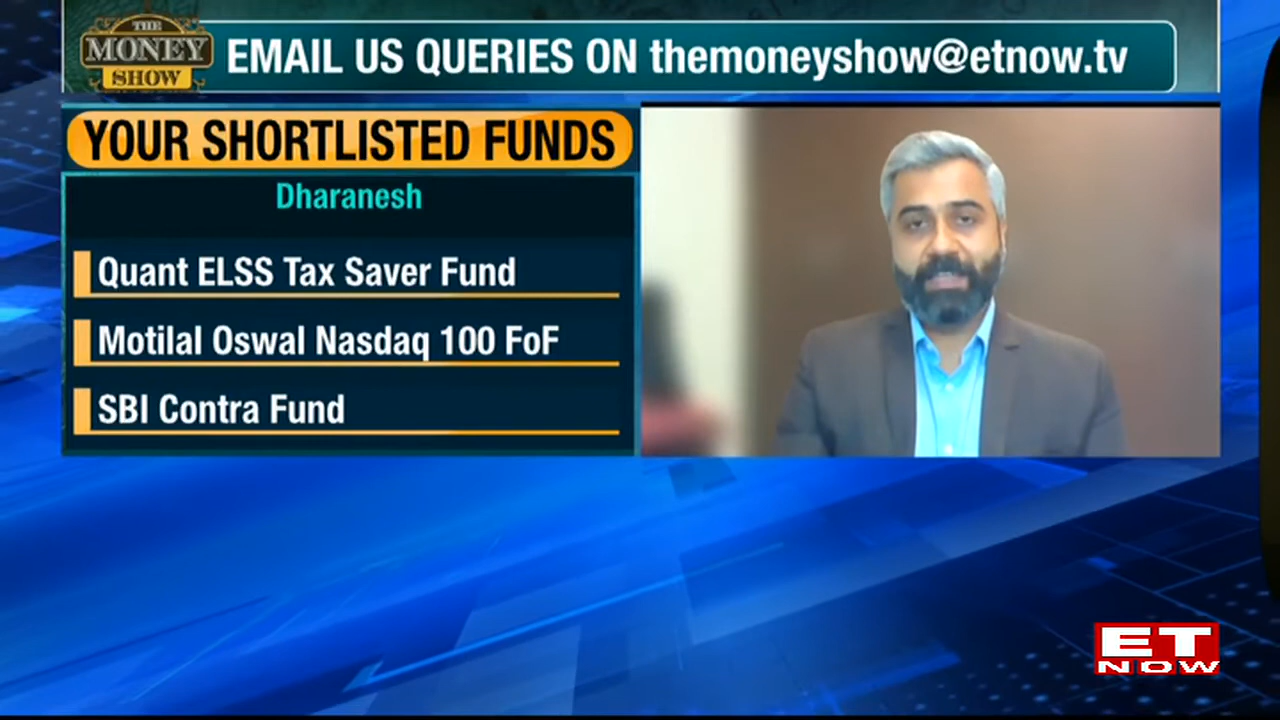 THE
MONEY
SHOW
EMAIL US QUERIES ON themoneyshow@etnow.tv
YOUR SHORTLISTED FUNDS
Dharanesh
Quant ELSS Tax Saver Fund
Motilal Oswal Nasdaq 100 FoF
SBI Contra Fund
ET
NOW